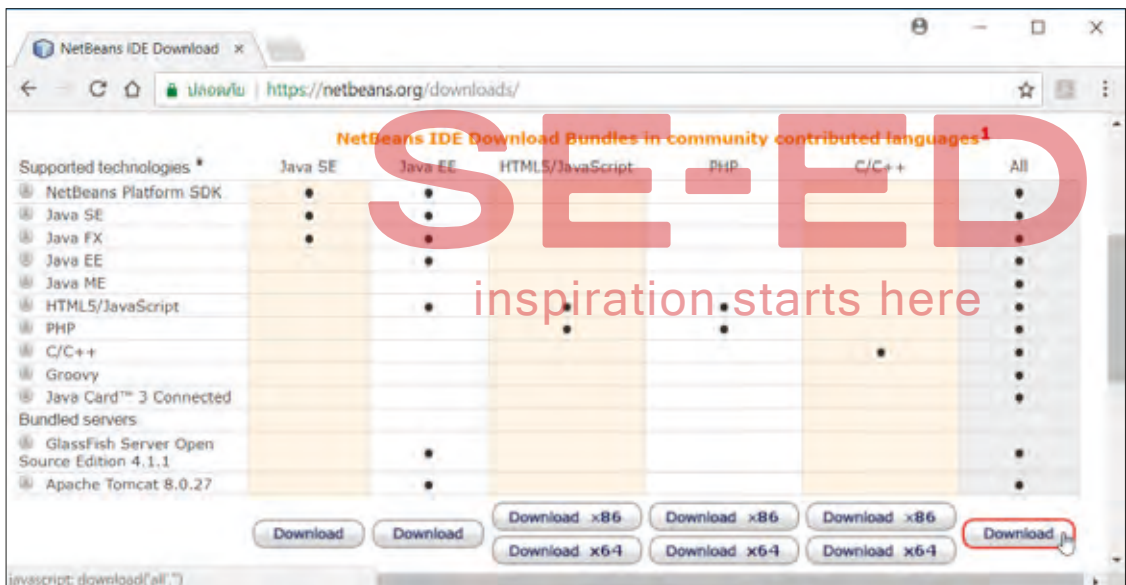 NetBeans IDE Download ×
ปลอดภัย | https://netbeans.org/downloads/
NetBeans IDE Download Bundles in community contributed languages1
Supported technologies * Java SE Java EE HTML5/JavaScript PHP C/C++ All
NetBeans Platform SDK • • •
Java SE • • •
Java FX • • •
Java EE • •
Java ME •
HTML5/JavaScript • • • •
PHP • • •
C/C++ • •
Groovy •
Java Card™ 3 Connected •
Bundled servers
GlassFish Server Open
Source Edition 4.1.1 • •
Apache Tomcat 8.0.27 • •
Download ×86 Download ×86 Download ×86
Download Download Download
Download x64 Download x64 Download x64
javascript: download('all','')
SE-ED
inspiration starts here